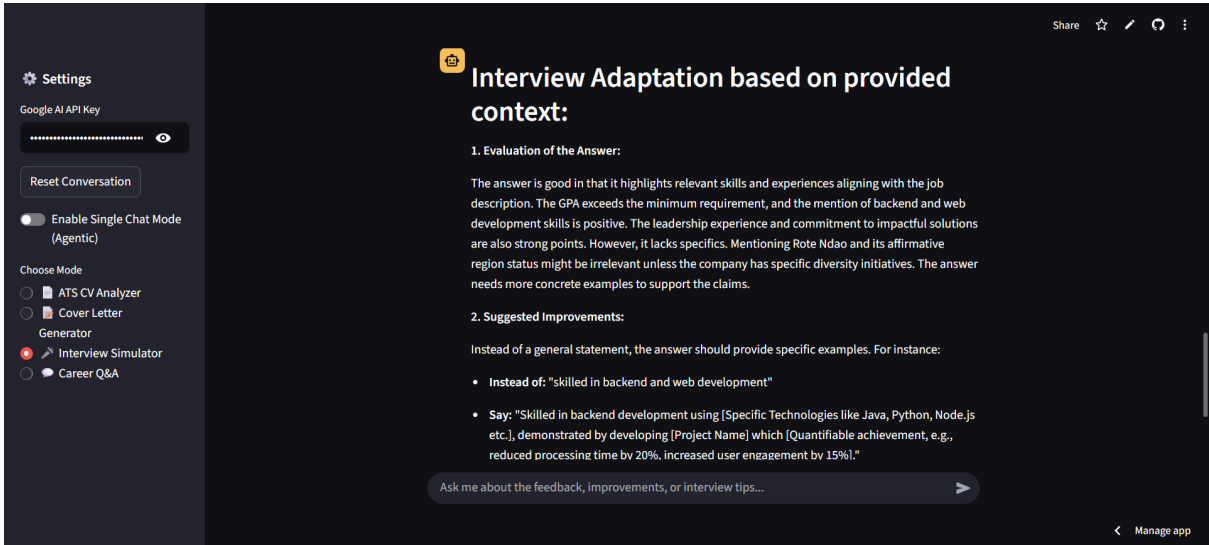 Share
Settings
Google AI API Key
Reset Conversation
Enable Single Chat Mode
(Agentic)
Choose Mode
ATS CV Analyzer
Cover Letter
Generator
Interview Simulator
Career Q&A
Interview Adaptation based on provided
context:
1. Evaluation of the Answer:
The answer is good in that it highlights relevant skills and experiences aligning with the job
description. The GPA exceeds the minimum requirement, and the mention of backend and web
development skills is positive. The leadership experience and commitment to impactful solutions
are also strong points. However, it lacks specifics. Mentioning Rote Ndao and its affirmative
region status might be irrelevant unless the company has specific diversity initiatives. The answer
needs more concrete examples to support the claims.
2. Suggested Improvements:
Instead of a general statement, the answer should provide specific examples. For instance:
• Instead of: "skilled in backend and web development"
• Say: "Skilled in backend development using [Specific Technologies like Java, Python, Node.js
etc.], demonstrated by developing [Project Name] which [Quantifiable achievement, e.g.,
reduced processing time by 20%, increased user engagement by 15%]."
Ask me about the feedback, improvements, or interview tips...
Manage app